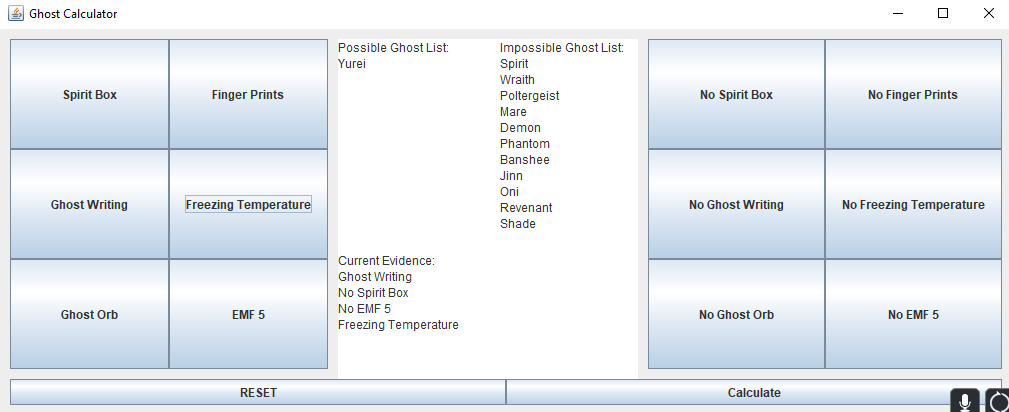 Ghost Calculator
Spirit Box
Finger Prints
Ghost Writing
Freezing Temperature
Ghost Orb
EMF 5
Possible Ghost List:
Yurei
Impossible Ghost List:
Spirit
Wraith
Poltergeist
Mare
Demon
Phantom
Banshee
Jinn
Oni
Revenant
Shade
Current Evidence:
Ghost Writing
No Spirit Box
No EMF 5
Freezing Temperature
No Spirit Box
No Finger Prints
No Ghost Writing
No Freezing Temperature
No Ghost Orb
No EMF 5
RESET
Calculate